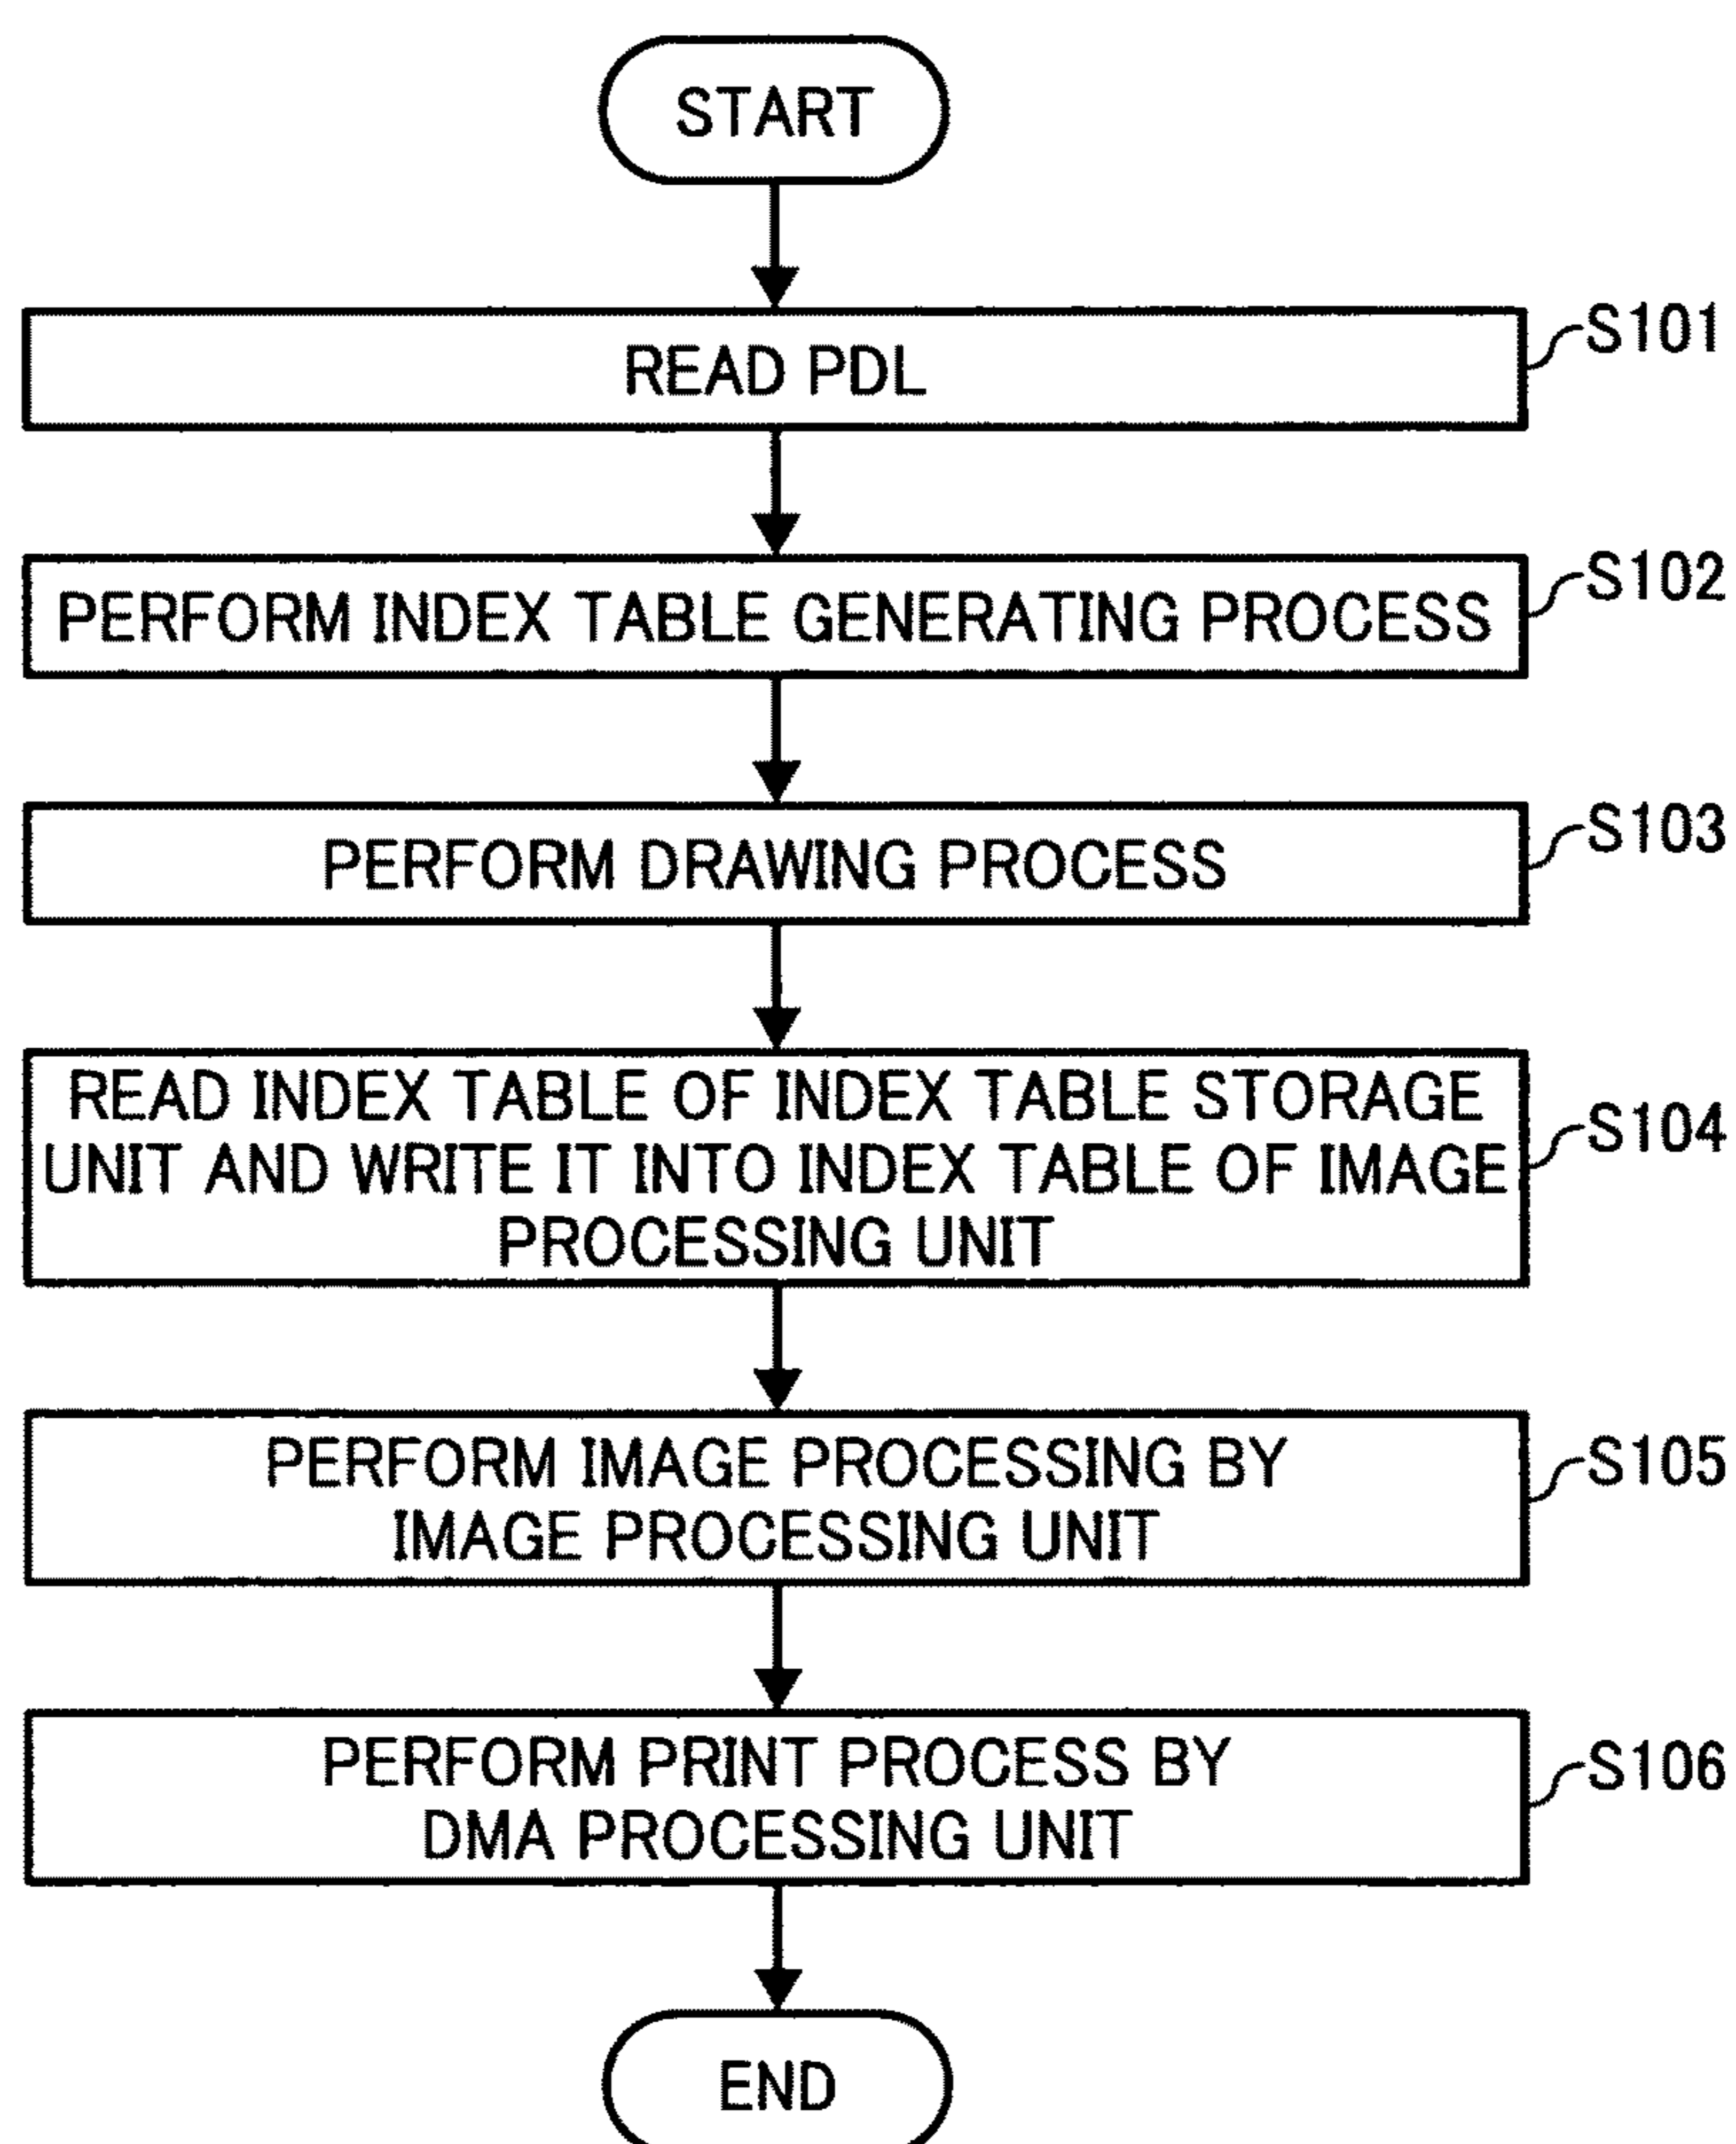 START
READ PDL
S101
PERFORM INDEX TABLE GENERATING PROCESS
S102
PERFORM DRAWING PROCESS
S103
READ INDEX TABLE OF INDEX TABLE STORAGE
UNIT AND WRITE IT INTO INDEX TABLE OF IMAGE
PROCESSING UNIT
S104
PERFORM IMAGE PROCESSING BY
IMAGE PROCESSING UNIT
S105
PERFORM PRINT PROCESS BY
DMA PROCESSING UNIT
S106
END